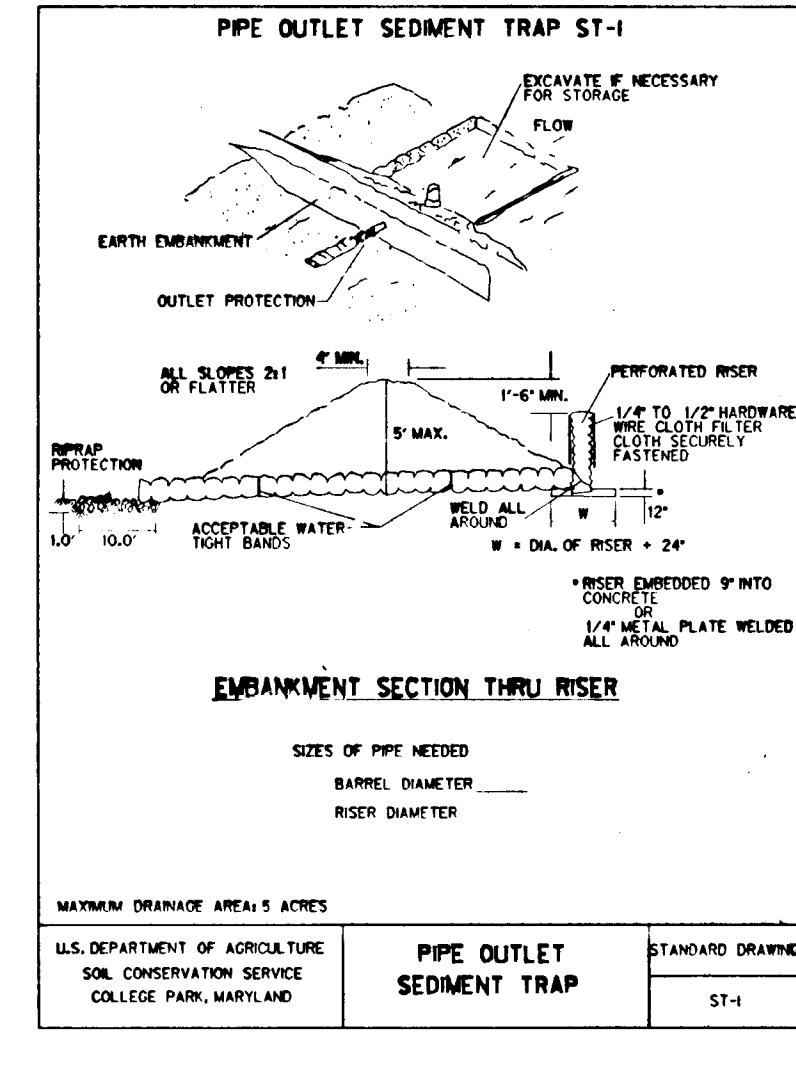 PIPE OUTLET SEDIMENT TRAP ST-1
EXCAVATE IF NECESSARY
FOR STORAGE
FLOW
EARTH EMBANKMENT
OUTLET PROTECTION
ALL SLOPES 2:1
OR FLATTER
4' MIN.
1'-6" MIN.
PERFORATED RISER
5' MAX.
1/4" TO 1/2" HARDWARE
WIRE CLOTH FILTER
CLOTH SECURELY
FASTENED
RIPRAP
PROTECTION
1.0'
10.0'
ACCEPTABLE WATER-
TIGHT BANDS
WELD ALL
AROUND
W
*
12"
W = DIA. OF RISER + 24"
* RISER EMBEDDED 9" INTO
CONCRETE
OR
1/4" METAL PLATE WELDED
ALL AROUND
EMBANKMENT SECTION THRU RISER
SIZES OF PIPE NEEDED
BARREL DIAMETER ______
RISER DIAMETER
MAXIMUM DRAINAGE AREA: 5 ACRES
U.S. DEPARTMENT OF AGRICULTURE
SOIL CONSERVATION SERVICE
COLLEGE PARK, MARYLAND
PIPE OUTLET
SEDIMENT TRAP
STANDARD DRAWING
ST-1